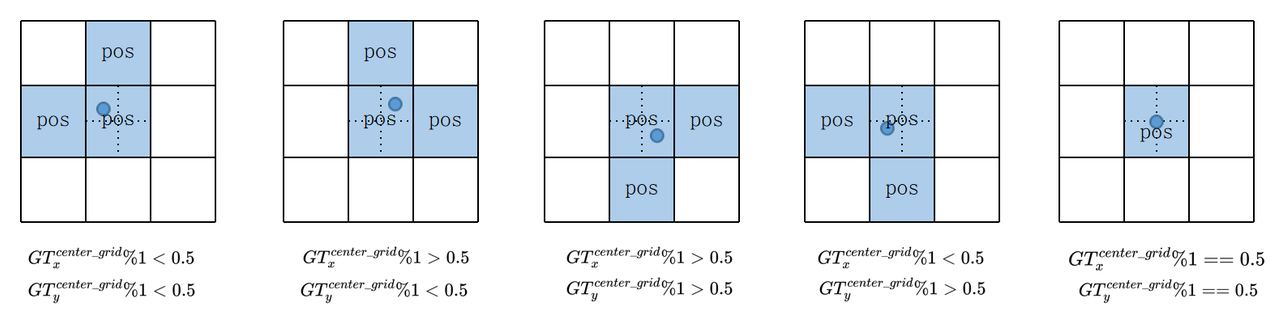 pos
pos pos
$GT_x^{center\_grid}\%1 < 0.5$
$GT_y^{center\_grid}\%1 < 0.5$
pos
pos pos
$GT_x^{center\_grid}\%1 > 0.5$
$GT_y^{center\_grid}\%1 < 0.5$
pos pos
pos
$GT_x^{center\_grid}\%1 > 0.5$
$GT_y^{center\_grid}\%1 > 0.5$
pos pos
pos
$GT_x^{center\_grid}\%1 < 0.5$
$GT_y^{center\_grid}\%1 > 0.5$
pos
$GT_x^{center\_grid}\%1 == 0.5$
$GT_y^{center\_grid}\%1 == 0.5$